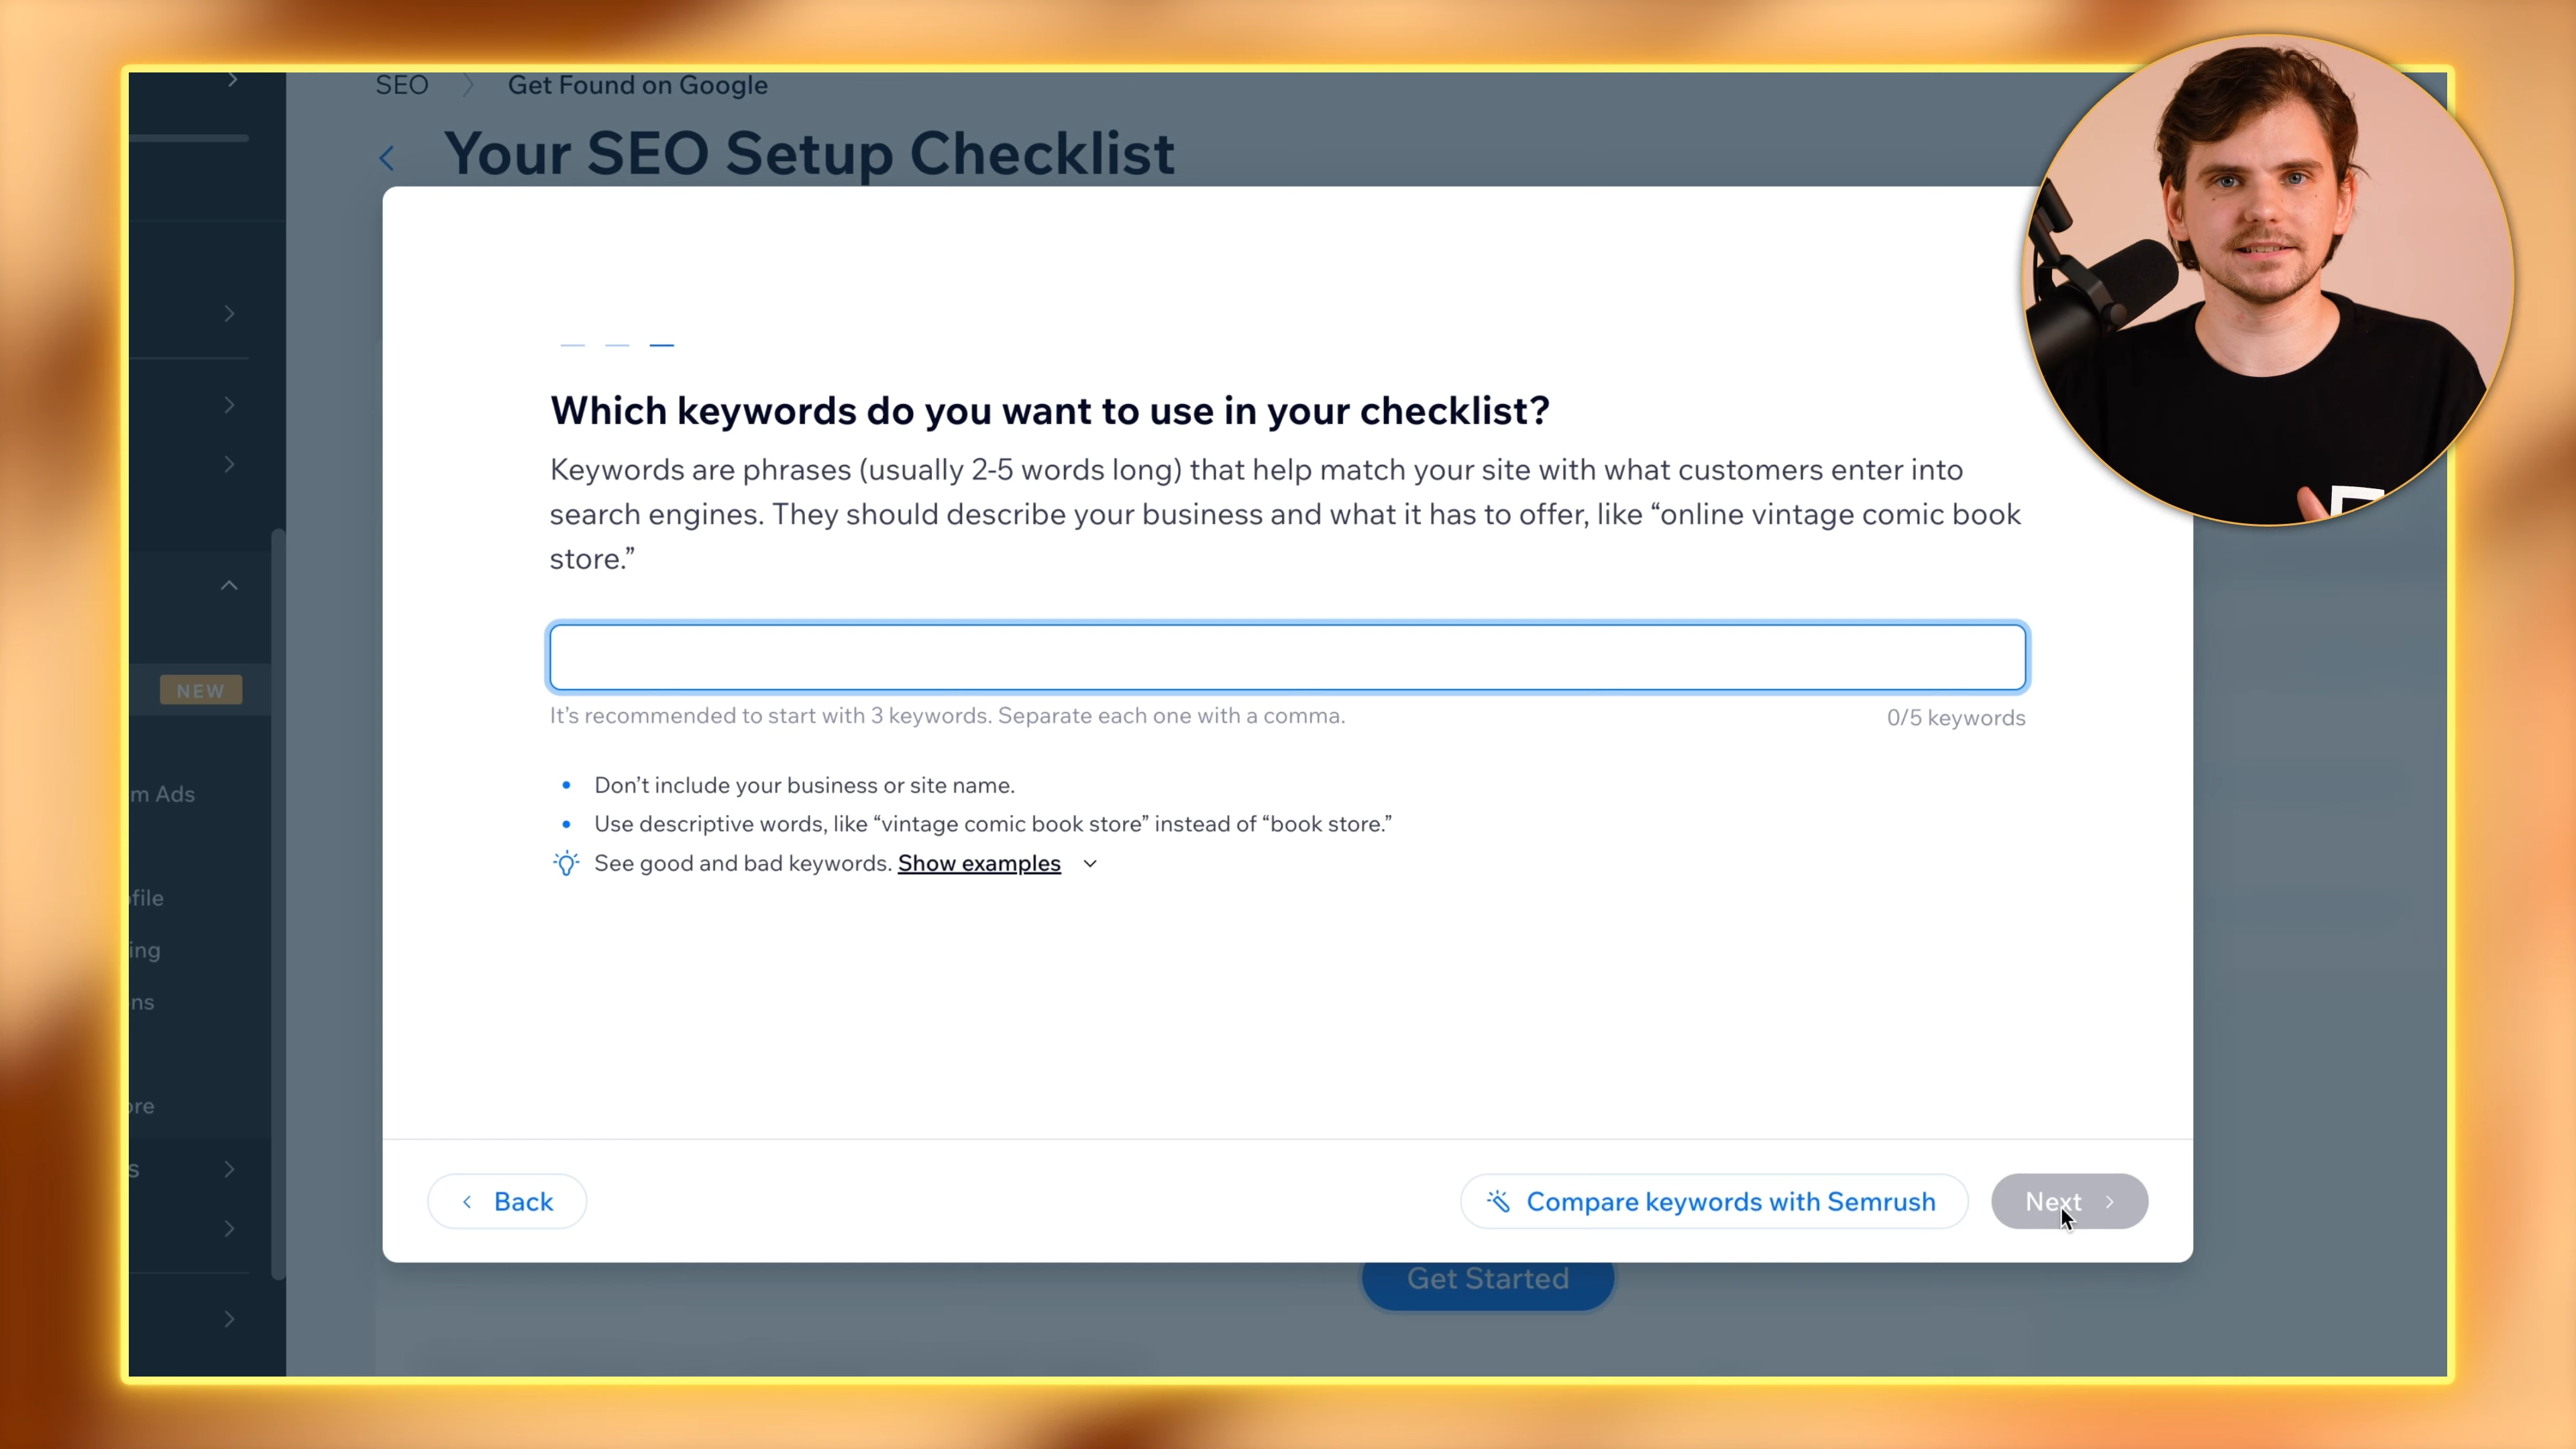 SEO > Get Found on Google
Your SEO Setup Checklist
Which keywords do you want to use in your checklist?
Keywords are phrases (usually 2-5 words long) that help match your site with what customers enter into
search engines. They should describe your business and what it has to offer, like “online vintage comic book
store.”
It's recommended to start with 3 keywords. Separate each one with a comma.
0/5 keywords
Don’t include your business or site name.
Use descriptive words, like “vintage comic book store” instead of “book store.”
See good and bad keywords. Show examples
Back
Compare keywords with Semrush
Next
Get Started
NEW
m Ads
ofile
ing
ns
ore
s